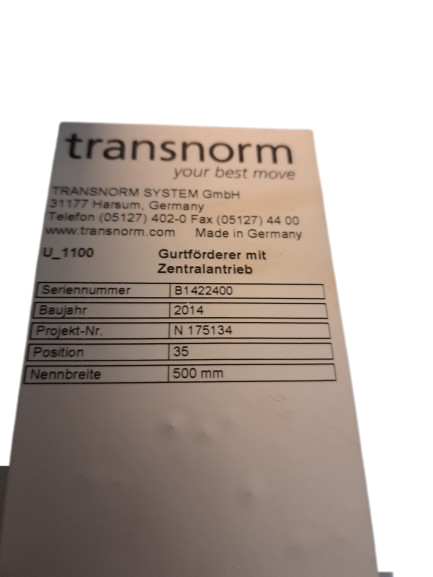 transnorm
your best move
TRANSNORM SYSTEM GmbH
31177 Harsum, Germany
Telefon (05127) 402-0 Fax (05127) 44 00
www.transnorm.com Made in Germany
U_1100 Gurtförderer mit
Zentralantrieb
Seriennummer B1422400
Baujahr 2014
Projekt-Nr. N 175134
Position 35
Nennbreite 500 mm